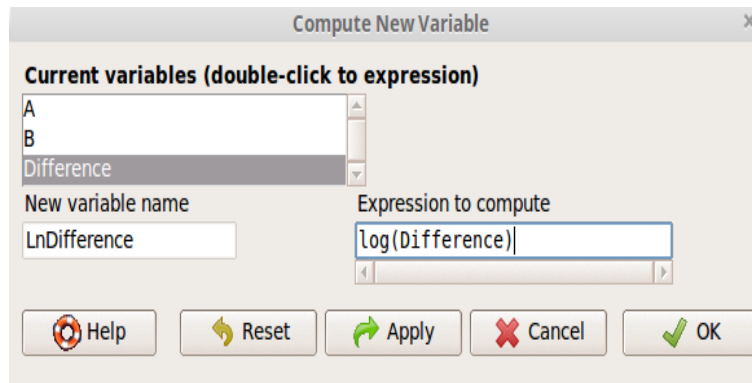 Compute New Variable
Current variables (double-click to expression)
A
B
Difference
New variable name
Expression to compute
LnDifference
log(Difference)
Help
Reset
Apply
Cancel
OK